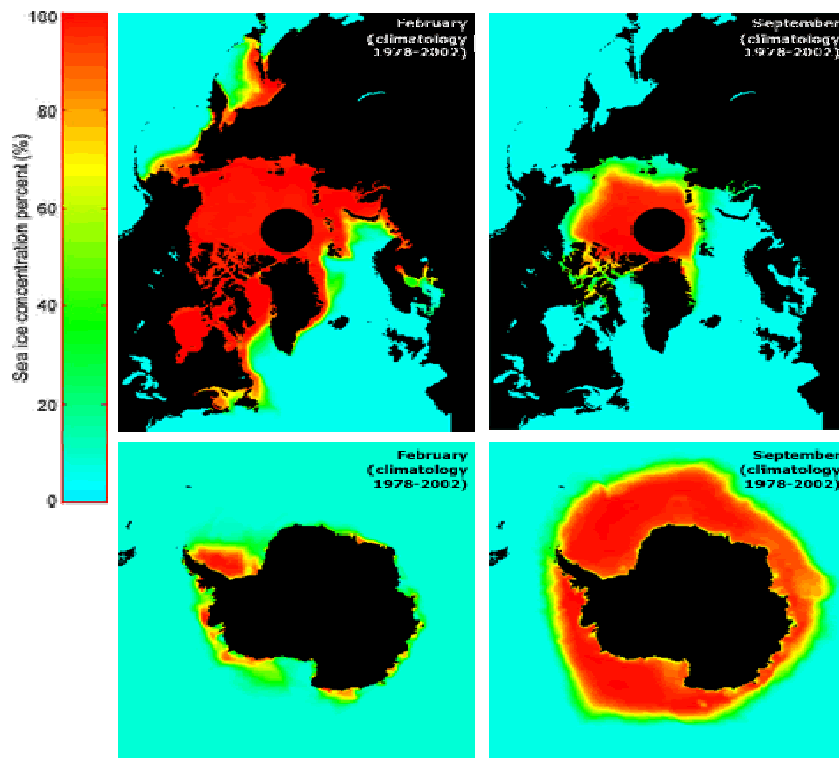 Sea ice concentration percent (%)
100
80
60
40
20
0
February
(climatology
1978-2002)
September
(climatology
1978-2002)
February
(climatology
1978-2002)
September
(climatology
1978-2002)